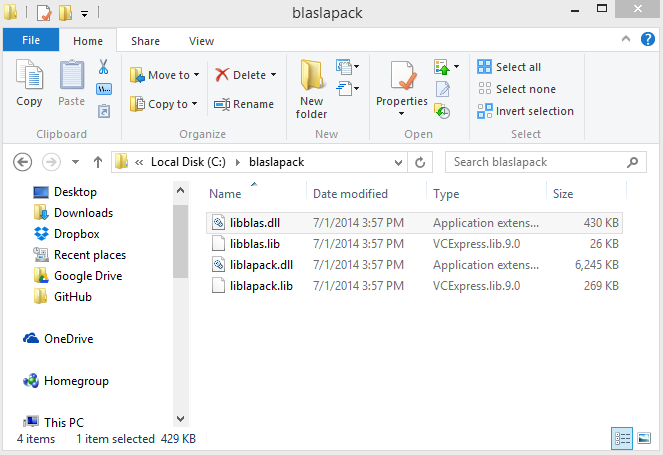 blaslapack
File Home Share View
Copy
Paste
Move to
Copy to
Delete
Rename
New
folder
Properties
Select all
Select none
Invert selection
Clipboard Organize New Open Select
Local Disk (C:) blaslapack
Search blaslapack
Name Date modified Type Size
Desktop
Downloads
Dropbox
Recent places
Google Drive
GitHub
OneDrive
Homegroup
This PC
libblas.dll 7/1/2014 3:57 PM Application extens... 430 KB
libblas.lib 7/1/2014 3:57 PM VCExpress.lib.9.0 26 KB
liblapack.dll 7/1/2014 3:57 PM Application extens... 6,245 KB
liblapack.lib 7/1/2014 3:57 PM VCExpress.lib.9.0 269 KB
4 items 1 item selected 429 KB